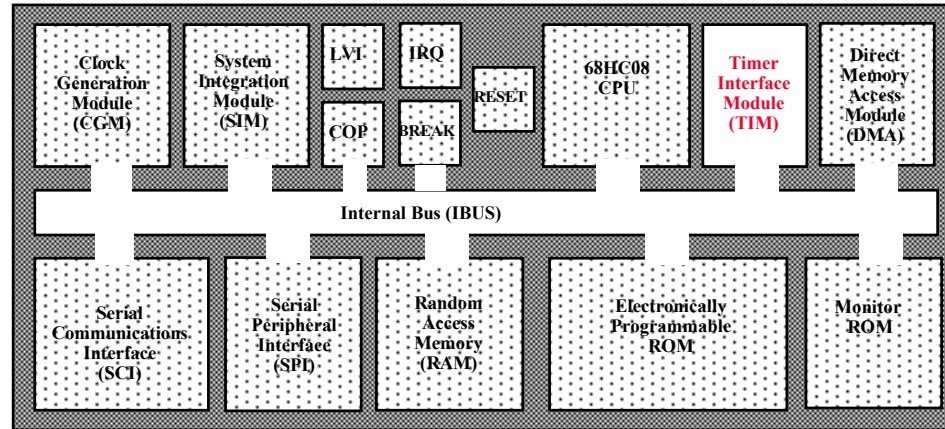 Clock
Generation
Module
(CGM)
System
Integration
Module
(SIM)
LVI
IRQ
COP
BREAK
RESET
68HC08
CPU
Timer
Interface
Module
(TIM)
Direct
Memory
Access
Module
(DMA)
Internal Bus (IBUS)
Serial
Communications
Interface
(SCI)
Serial
Peripheral
Interface
(SPI)
Random
Access
Memory
(RAM)
Electronically
Programmable
ROM
Monitor
ROM